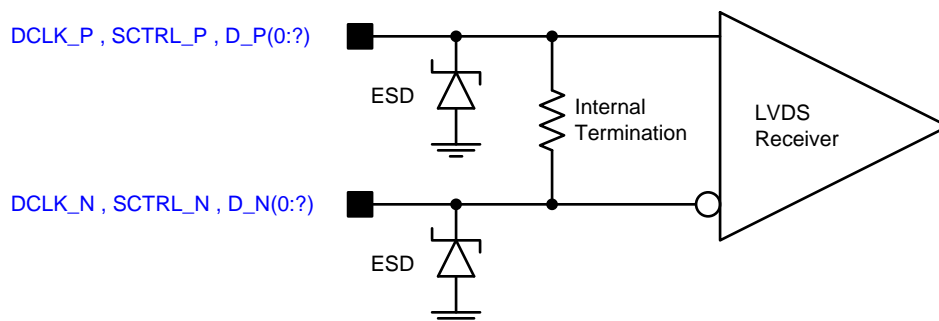 DCLK_P , SCTRL_P , D_P(0:?)
ESD
Internal
Termination
LVDS
Receiver
DCLK_N , SCTRL_N , D_N(0:?)
ESD